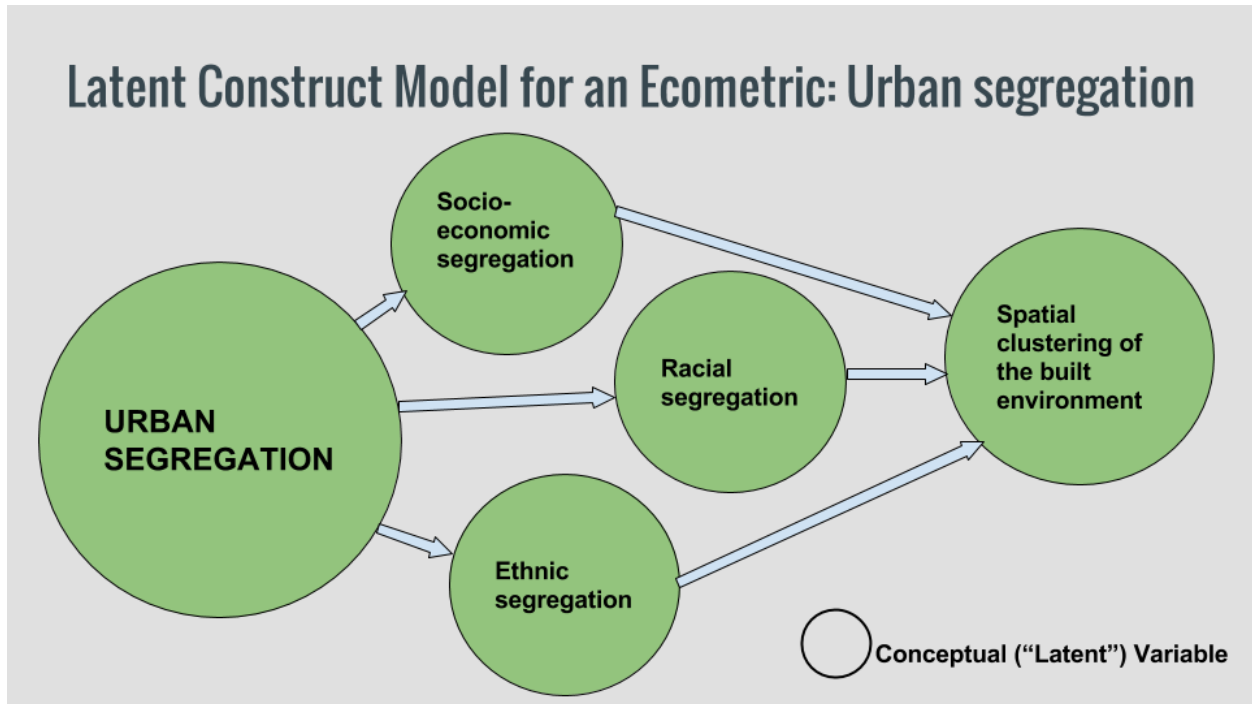 Latent Construct Model for an Ecometric: Urban segregation
Socio-
economic
segregation
Spatial
clustering of
the built
environment
Racial
segregation
URBAN
SEGREGATION
Ethnic
segregation
Conceptual (“Latent”) Variable